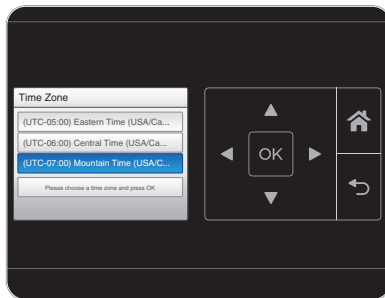 Time Zone
(UTC-05:00) Eastern Time (USA/Ca...
(UTC-06:00) Central Time (USA/Ca...
(UTC-07:00) Mountain Time (USA/C...
Please choose a time zone and press OK
OK